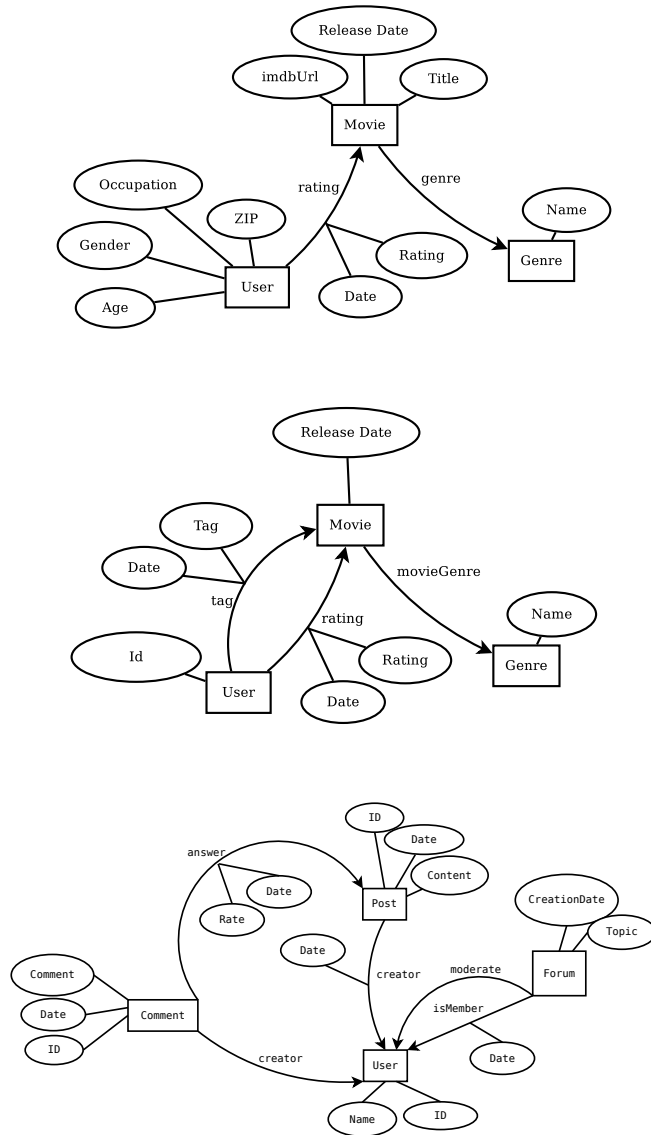 Release Date
imdbUrl
Title
Movie
Occupation
rating
genre
ZIP
Name
Gender
Rating
Genre
User
Age
Date
Release Date
Tag
Movie
Date
movieGenre
tag
rating
Name
Id
Rating
Genre
User
Date
ID
Date
answer
Content
Date
Post
CreationDate
Rate
Topic
Date
creator
moderate
Forum
Comment
isMember
Date
Comment
ID
creator
User
Date
Name
ID